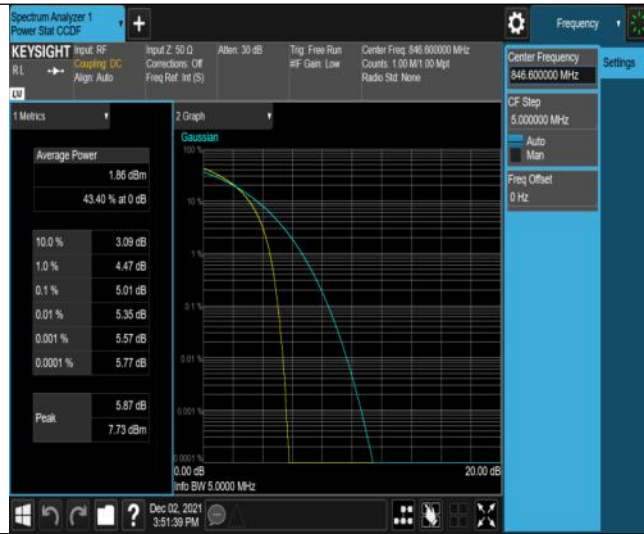 Spectrum Analyzer 1
Power Stat CCDF
+
Frequency
KEYSIGHT
RL
LXI
Input: RF
Coupling: DC
Align: Auto
Input Z: 50 Ω
Corrections: Off
Freq Ref: Int (S)
Atten: 30 dB
Trig: Free Run
#IF Gain: Low
Center Freq: 846.600000 MHz
Counts: 1.00 M/1.00 Mpt
Radio Std: None
Center Frequency
846.600000 MHz
Settings
CF Step
5.000000 MHz
Auto
Man
Freq Offset
0 Hz
1 Metrics
Average Power
1.86 dBm
43.40 % at 0 dB
10.0 % 3.09 dB
1.0 % 4.47 dB
0.1 % 5.01 dB
0.01 % 5.35 dB
0.001 % 5.57 dB
0.0001 % 5.77 dB
Peak
5.87 dB
7.73 dBm
2 Graph
Gaussian
100 %
10 %
1 %
0.01 %
0.001 %
0.0001 %
0.00 dB
20.00 dB
Info BW 5.0000 MHz
?
Dec 02, 2021
3:51:39 PM